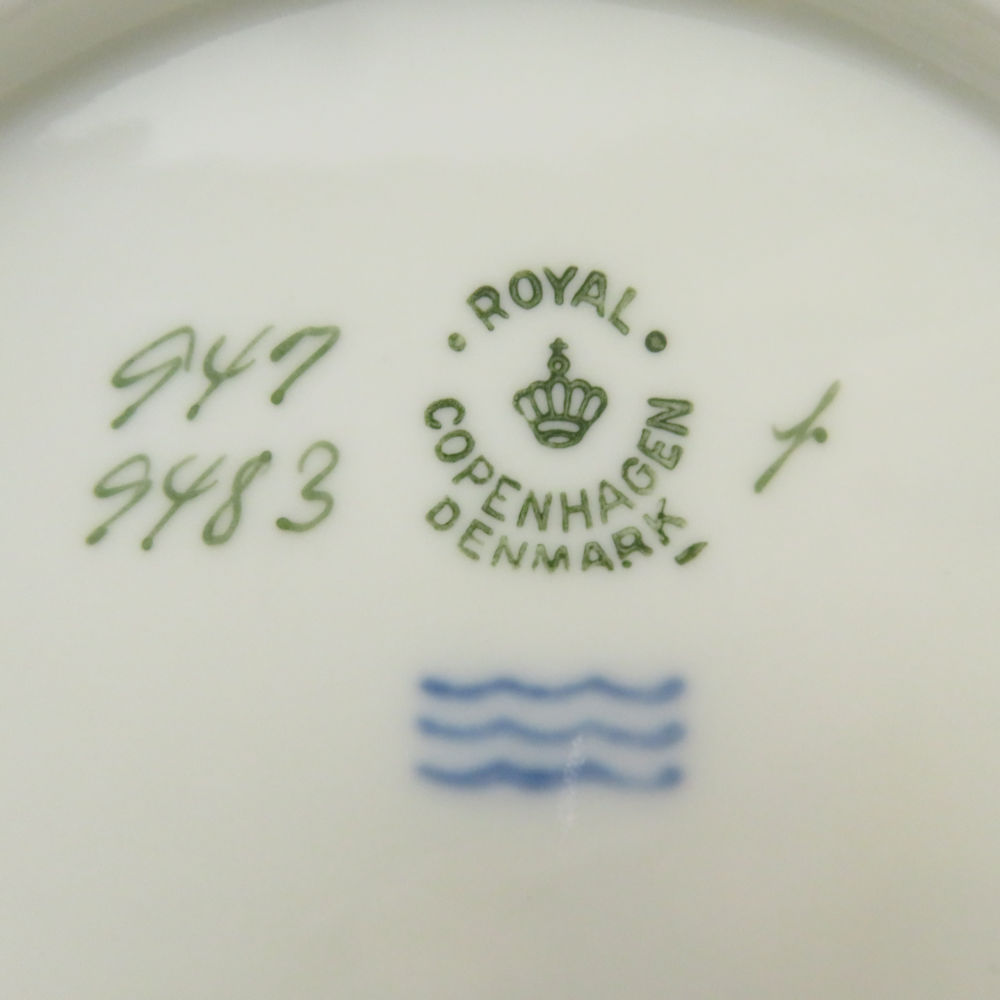 947
9483
ROYAL
COPENHAGEN
DENMARK